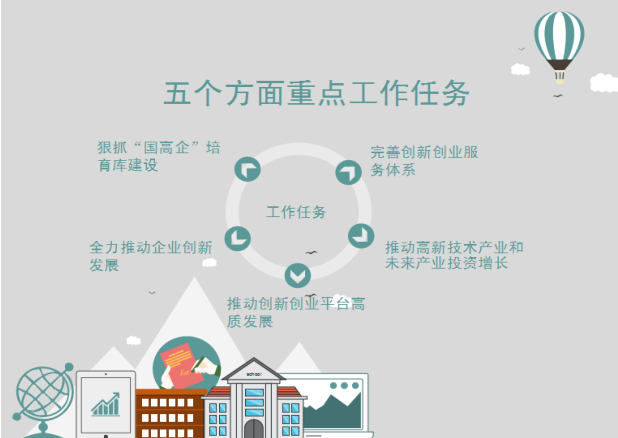 五个方面重点工作任务
狠抓“国高企”培
育库建设
完善创新创业服
务体系
工作任务
全力推动企业创新
发展
推动高新技术产业和
未来产业投资增长
推动创新创业平台高
质发展